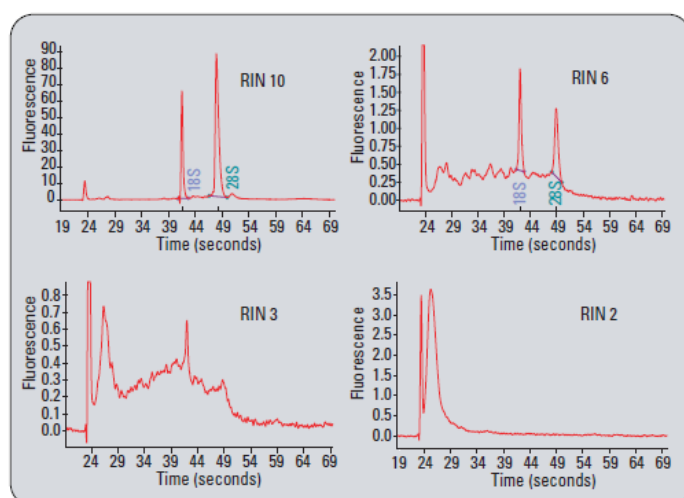 RIN 10
Fluorescence
90
80
70
60
50
40
30
20
10
0
18S
28S
19 24 29 34 39 44 49 54 59 64 69
Time (seconds)
RIN 6
Fluorescence
2.00
1.75
1.50
1.25
1.00
0.75
0.50
0.25
0.00
18S
28S
24 29 34 39 44 49 54 59 64 69
Time (seconds)
RIN 3
Fluorescence
0.8
0.7
0.6
0.5
0.4
0.3
0.2
0.1
0.0
24 29 34 39 44 49 54 59 64 69
Time (seconds)
RIN 2
Fluorescence
3.5
3.0
2.5
2.0
1.5
1.0
0.5
0.0
19 24 29 34 39 44 49 54 59 64 69
Time (seconds)